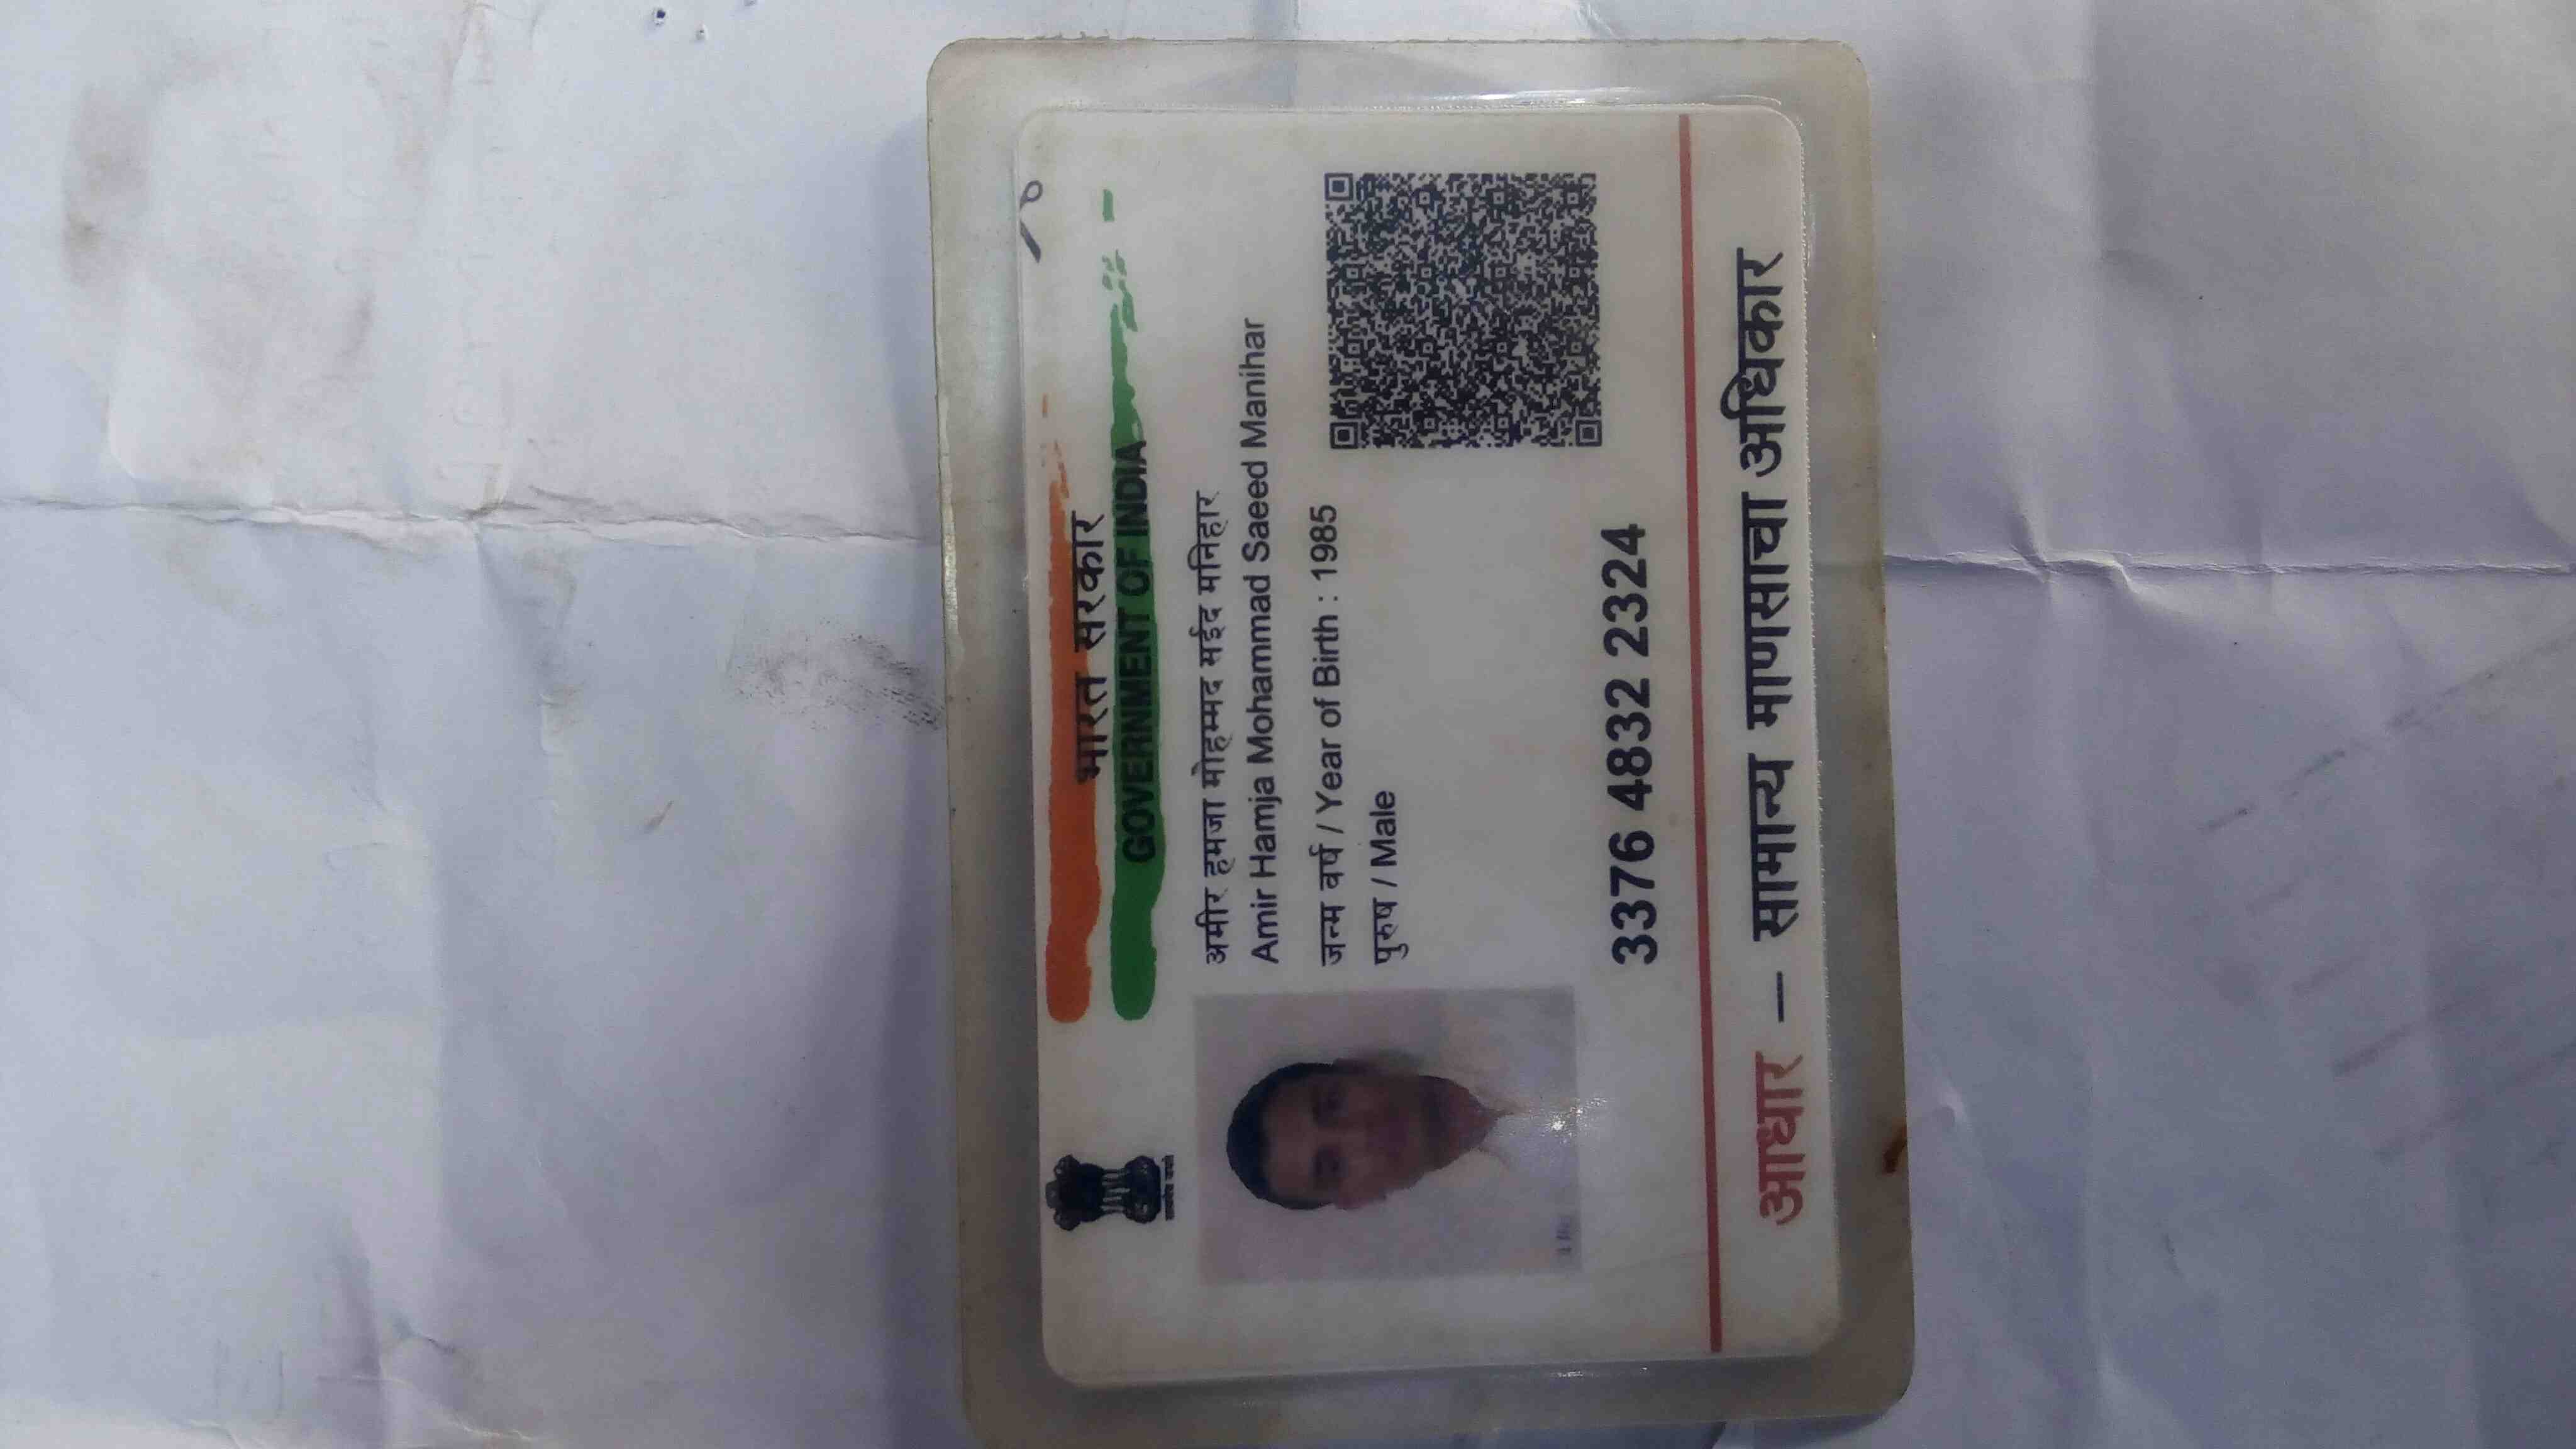 भारत सरकार
GOVERNMENT OF INDIA
अमीर हमजा मोहम्मद सईद मनिहार
Amir Hamja Mohammad Saeed Manihar
जन्म वर्ष / Year of Birth : 1985
पुरुष / Male
3376 4832 2324
आधार — सामान्य माणसाचा अधिकार